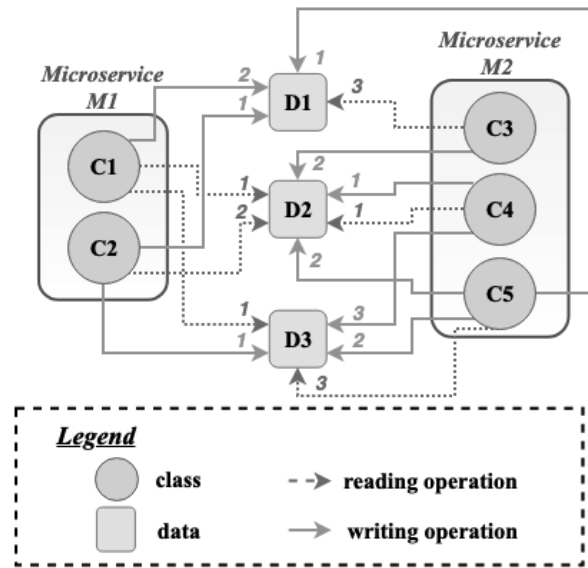 Microservice
M1
Microservice
M2
1
2
1
D1
3
C1
C2
C3
C4
C5
2
1
1
2
D2
1
2
1
1
D3
3
2
3
Legend
class
reading operation
data
writing operation